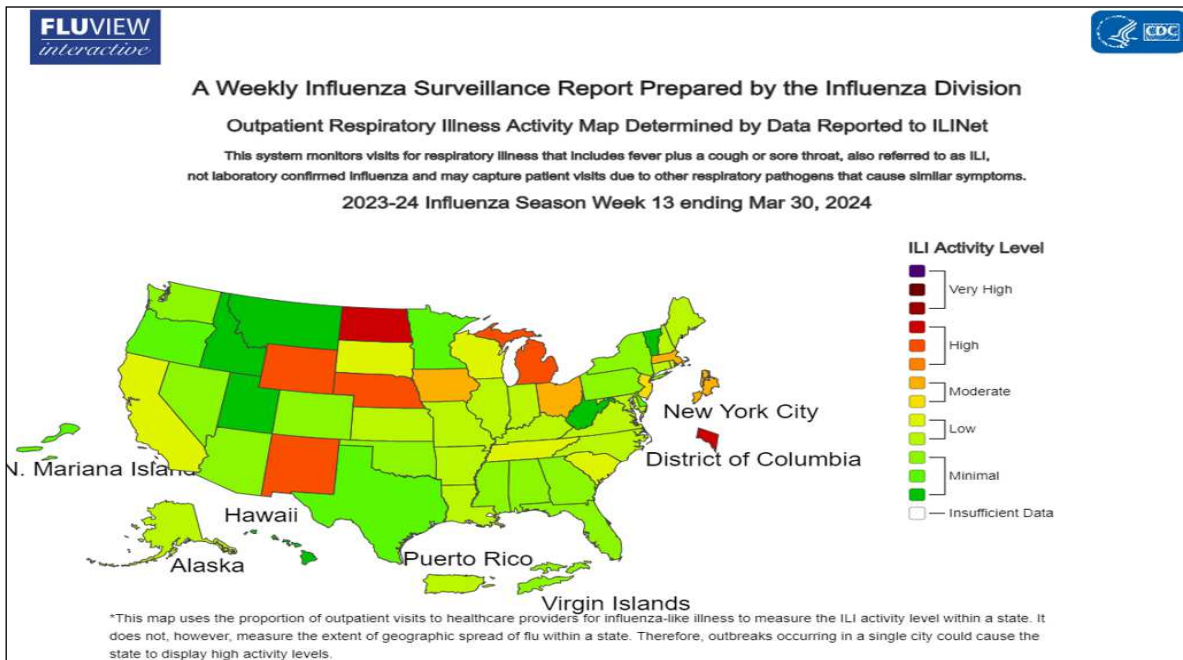 FLUVIEW
interactive
CDC
A Weekly Influenza Surveillance Report Prepared by the Influenza Division
Outpatient Respiratory Illness Activity Map Determined by Data Reported to ILINet
This system monitors visits for respiratory illness that includes fever plus a cough or sore throat, also referred to as ILI,
not laboratory confirmed influenza and may capture patient visits due to other respiratory pathogens that cause similar symptoms.
2023-24 Influenza Season Week 13 ending Mar 30, 2024
ILI Activity Level
Very High
High
Moderate
Low
Minimal
Insufficient Data
New York City
District of Columbia
N. Mariana Island
Hawaii
Alaska
Puerto Rico
Virgin Islands
*This map uses the proportion of outpatient visits to healthcare providers for influenza-like illness to measure the ILI activity level within a state. It
does not, however, measure the extent of geographic spread of flu within a state. Therefore, outbreaks occurring in a single city could cause the
state to display high activity levels.